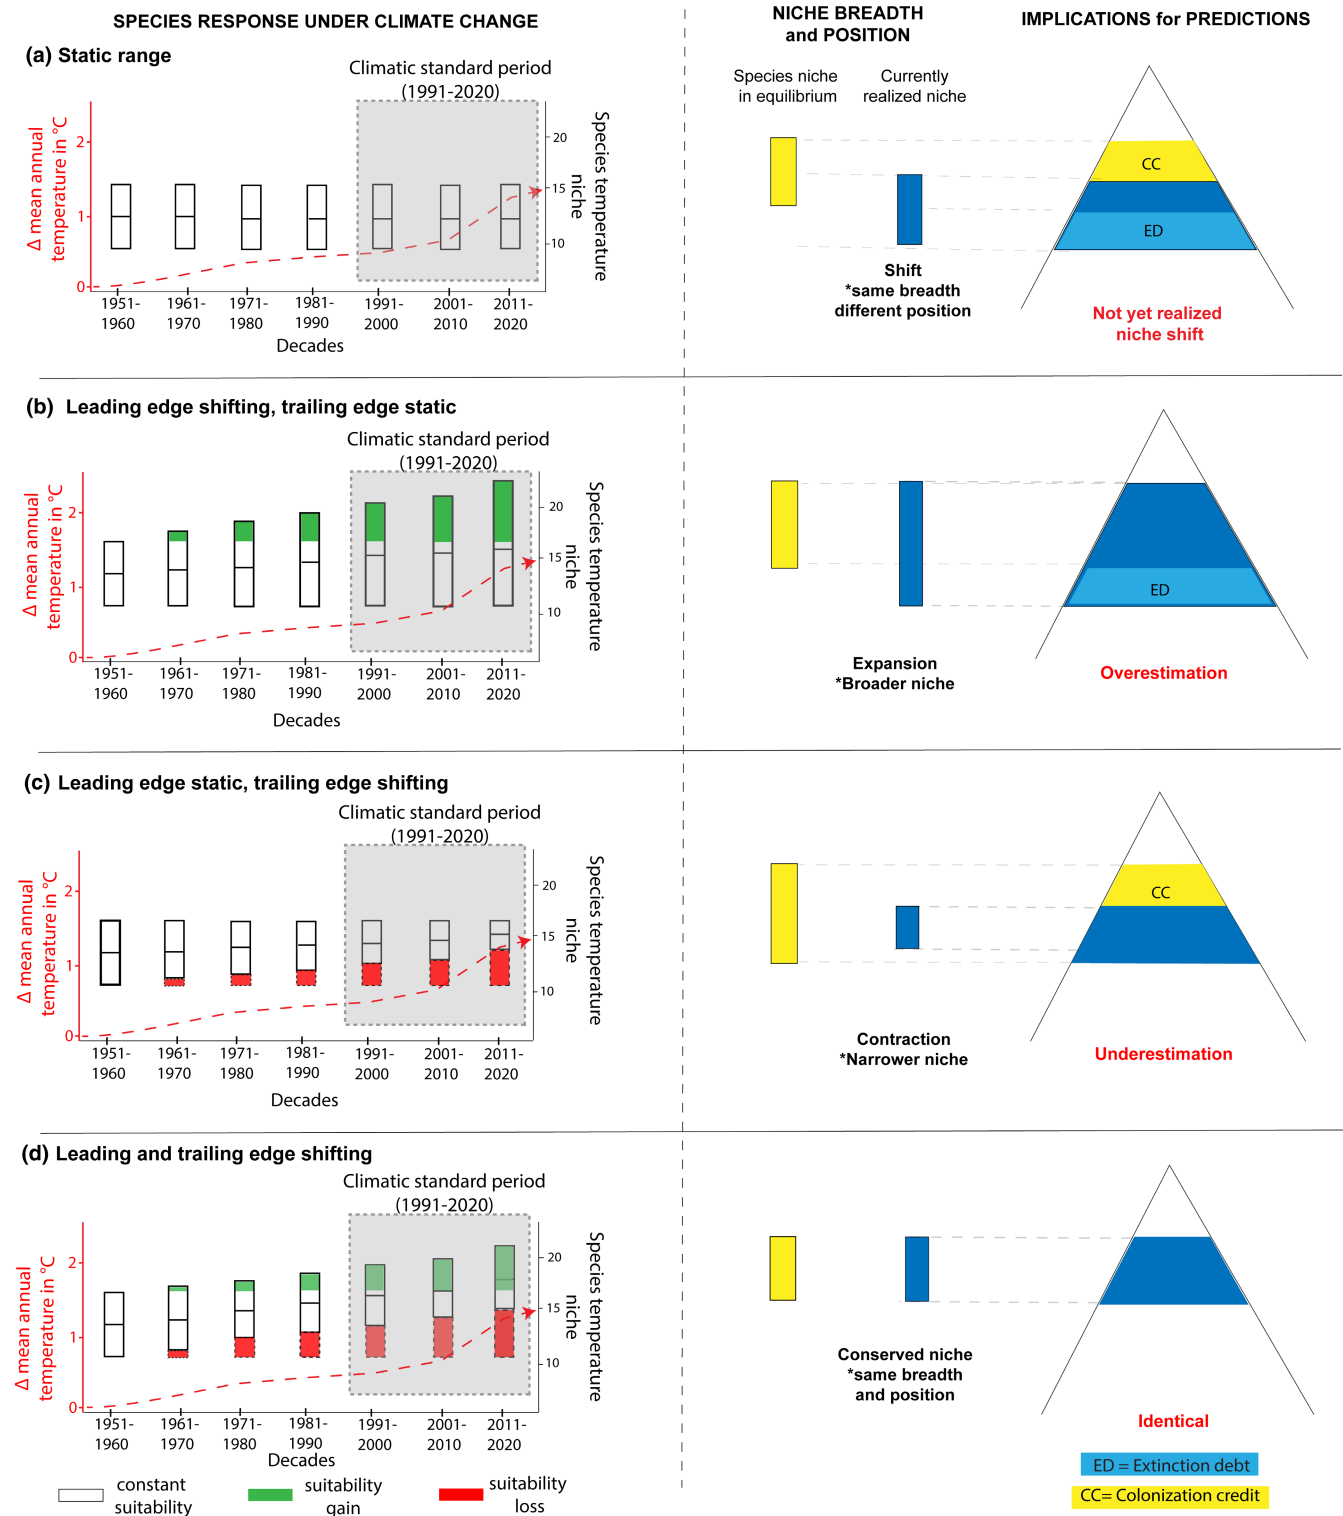 SPECIES RESPONSE UNDER CLIMATE CHANGE
NICHE BREADTH
and POSITION
IMPLICATIONS for PREDICTIONS
(a) Static range
Climatic standard period
(1991-2020)
Species niche
in equilibrium
Currently
realized niche
Δ mean annual
temperature in °C
2
1
0
20
15
10
Species temperature
niche
1951-
1960
1961-
1970
1971-
1980
1981-
1990
1991-
2000
2001-
2010
2011-
2020
Decades
Shift
*same breadth
different position
CC
ED
Not yet realized
niche shift
(b) Leading edge shifting, trailing edge static
Climatic standard period
(1991-2020)
Δ mean annual
temperature in °C
2
1
0
20
15
10
Species temperature
niche
1951-
1960
1961-
1970
1971-
1980
1981-
1990
1991-
2000
2001-
2010
2011-
2020
Decades
Expansion
*Broader niche
ED
Overestimation
(c) Leading edge static, trailing edge shifting
Climatic standard period
(1991-2020)
Δ mean annual
temperature in °C
2
1
0
20
15
10
Species temperature
niche
1951-
1960
1961-
1970
1971-
1980
1981-
1990
1991-
2000
2001-
2010
2011-
2020
Decades
Contraction
*Narrower niche
CC
Underestimation
(d) Leading and trailing edge shifting
Climatic standard period
(1991-2020)
Δ mean annual
temperature in °C
2
1
0
20
15
10
Species temperature
niche
1951-
1960
1961-
1970
1971-
1980
1981-
1990
1991-
2000
2001-
2010
2011-
2020
Decades
Conserved niche
*same breadth
and position
Identical
constant
suitability
suitability
gain
suitability
loss
ED = Extinction debt
CC= Colonization credit